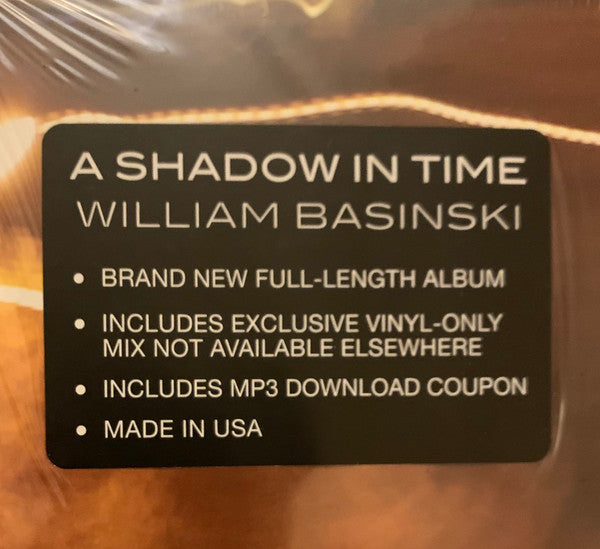 A SHADOW IN TIME
WILLIAM BASINSKI
• BRAND NEW FULL-LENGTH ALBUM
• INCLUDES EXCLUSIVE VINYL-ONLY
MIX NOT AVAILABLE ELSEWHERE
• INCLUDES MP3 DOWNLOAD COUPON
• MADE IN USA